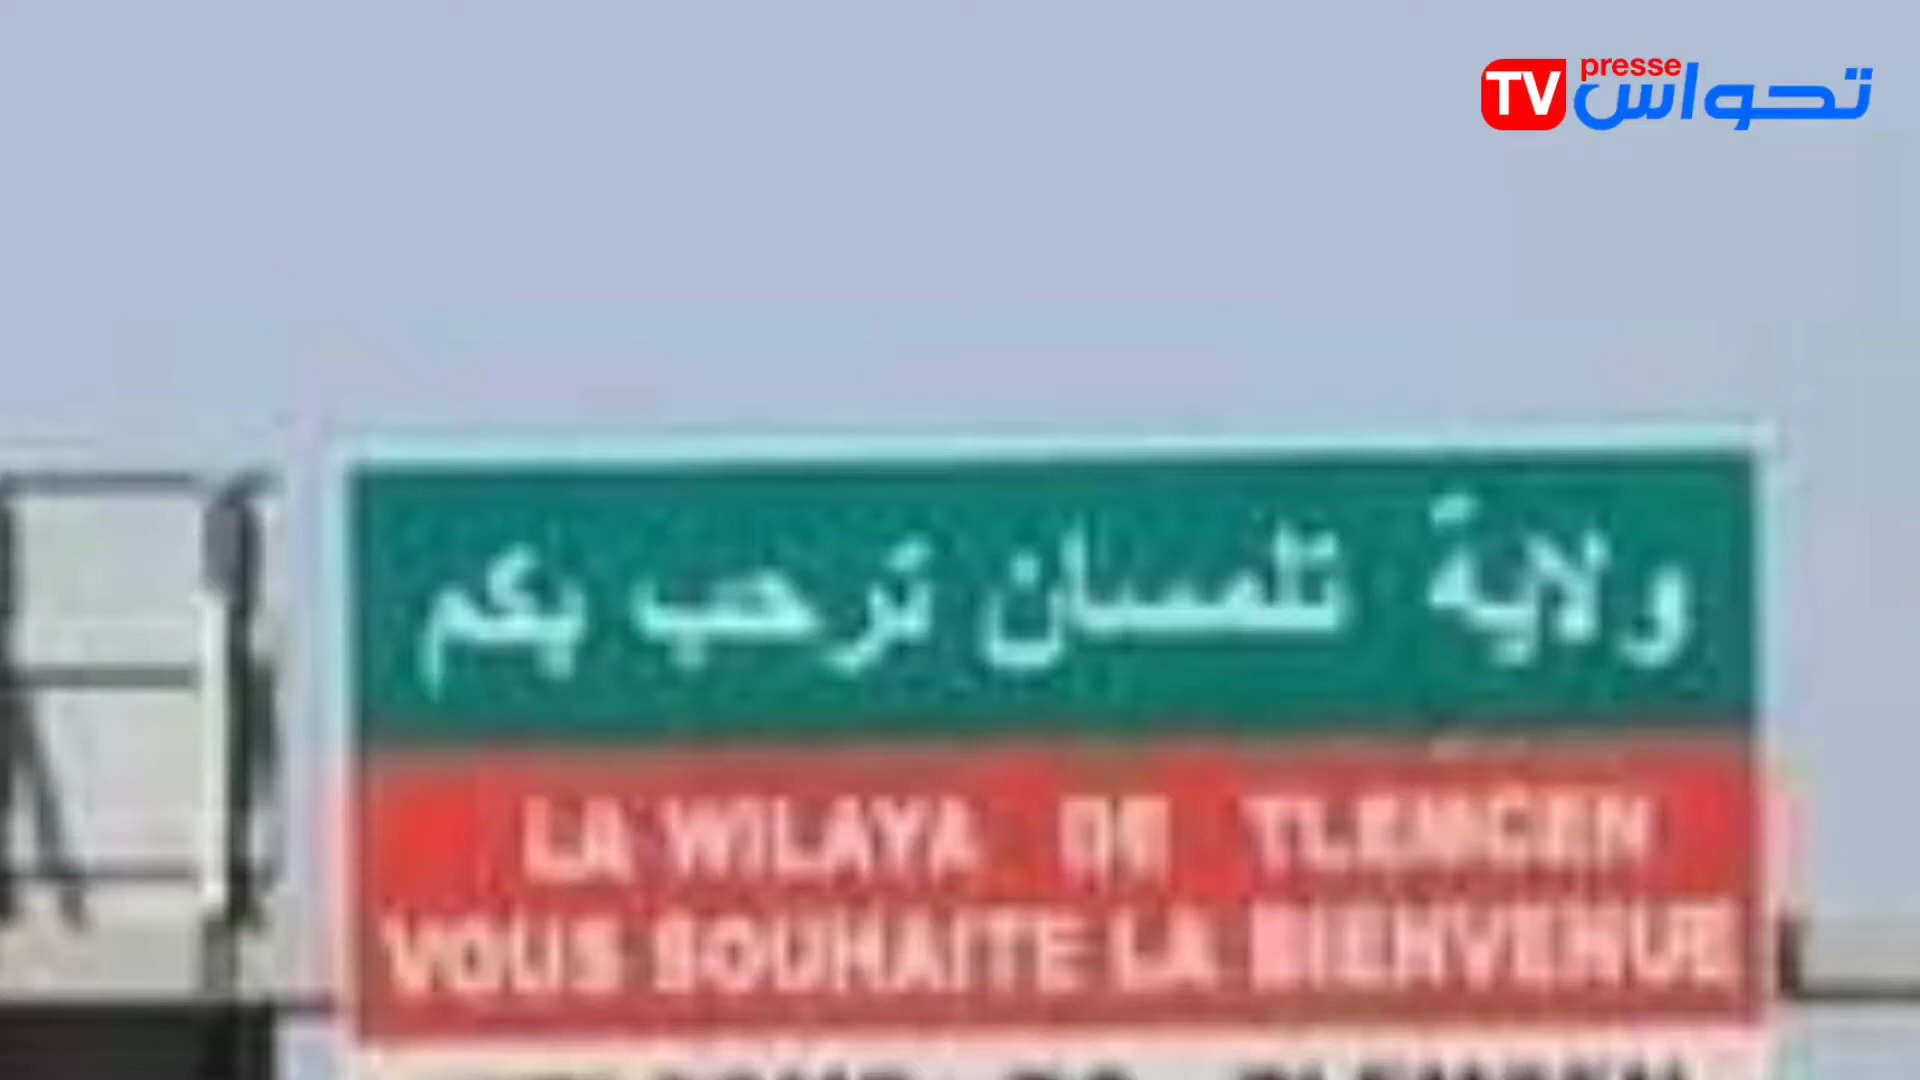 TV presse تحواس
ولاية تلمسان ترحب بكم
LA WILAYA DE TLEMCEN
VOUS SOUHAITE LA BIENVENUE